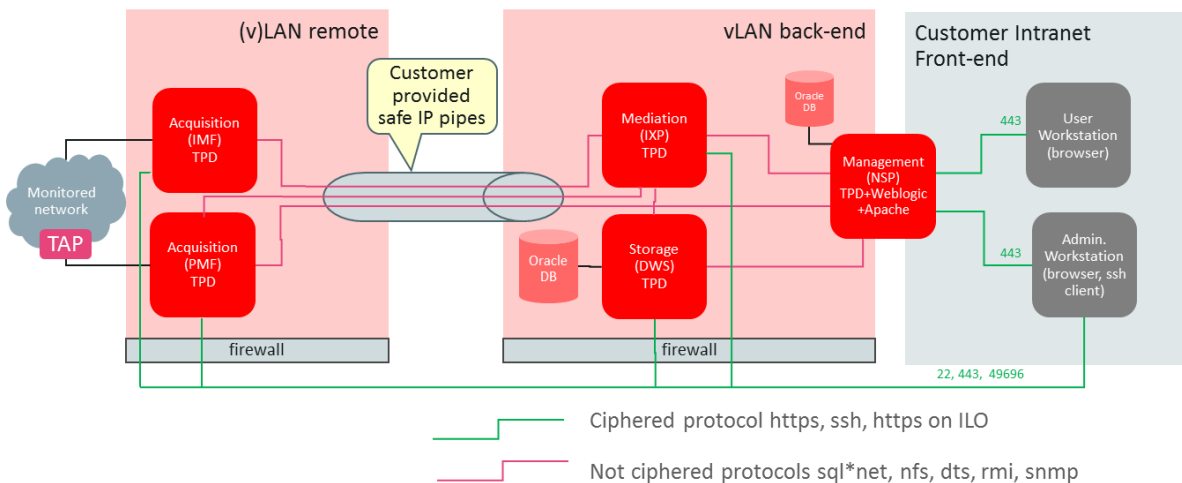 (v)LAN remote
vLAN back-end
Customer Intranet
Front-end
Customer
provided
safe IP pipes
Oracle
DB
Acquisition
(IMF)
TPD
Mediation
(IXP)
TPD
443
User
Workstation
(browser)
Management
(NSP)
TPD+Weblogic
+Apache
Monitored
network
TAP
Acquisition
(PMF)
TPD
Oracle
DB
Storage
(DWS)
TPD
443
Admin.
Workstation
(browser, ssh
client)
firewall
firewall
22, 443, 49696
Ciphered protocol https, ssh, https on ILO
Not ciphered protocols sql*net, nfs, dts, rmi, snmp